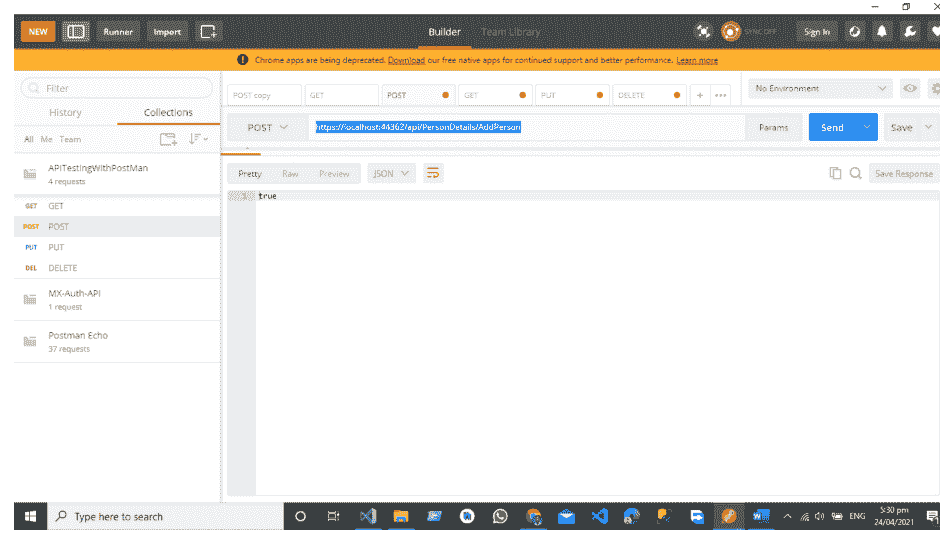 NEW Runner Import Builder Team Library SYNC OFF Sign In
Chrome apps are being deprecated. Download our free native apps for continued support and better performance. Learn more
Filter
History Collections
All Me Team
APITestingWithPostMan
4 requests
GET GET
POST POST
PUT PUT
DEL DELETE
MX-Auth-API
1 request
Postman Echo
37 requests
POST copy GET POST GET PUT DELETE + ••• No Environment
POST https://localhost:44362/api/PersonDetails/AddPerson Params Send Save
Pretty Raw Preview JSON Save Response
true
Type here to search
ENG
5:30 pm
24/04/2021